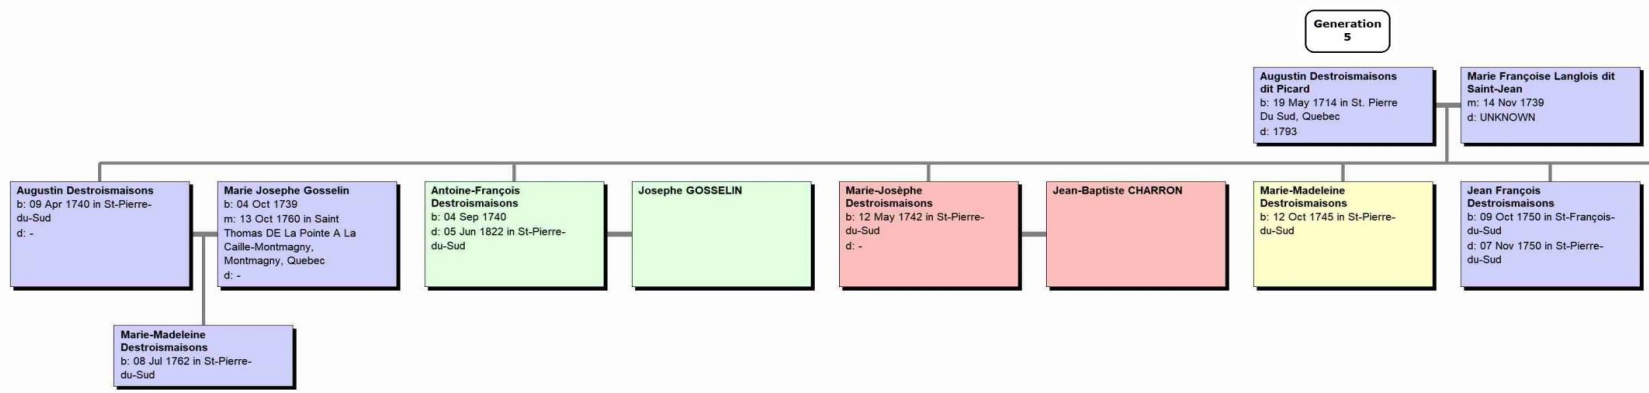 Generation
5
Augustin Destroismaisons
dit Picard
b: 19 May 1714 in St. Pierre
Du Sud, Quebec
d: 1793
Marie Françoise Langlois dit
Saint-Jean
m: 14 Nov 1739
d: UNKNOWN
Augustin Destroismaisons
b: 09 Apr 1740 in St-Pierre-
du-Sud
d: -
Marie Josephe Gosselin
b: 04 Oct 1739
m: 13 Oct 1760 in Saint
Thomas DE La Pointe A La
Caille-Montmagny,
Montmagny, Quebec
d: -
Antoine-François
Destroismaisons
b: 04 Sep 1740
d: 05 Jun 1822 in St-Pierre-
du-Sud
Josephe GOSSELIN
Marie-Josèphe
Destroismaisons
b: 12 May 1742 in St-Pierre-
du-Sud
d: -
Jean-Baptiste CHARRON
Marie-Madeleine
Destroismaisons
b: 12 Oct 1745 in St-Pierre-
du-Sud
Jean François
Destroismaisons
b: 09 Oct 1750 in St-François-
du-Sud
d: 07 Nov 1750 in St-Pierre-
du-Sud
Marie-Madeleine
Destroismaisons
b: 08 Jul 1762 in St-Pierre-
du-Sud